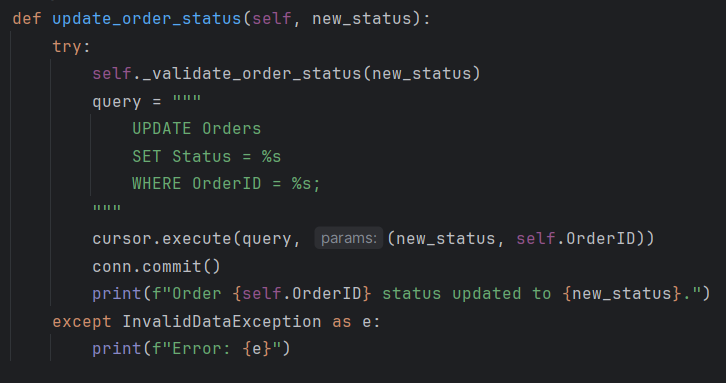 def update_order_status(self, new_status):
    try:
        self._validate_order_status(new_status)
        query = """
            UPDATE Orders
            SET Status = %s
            WHERE OrderID = %s;
        """
        cursor.execute(query, params: (new_status, self.OrderID))
        conn.commit()
        print(f"Order {self.OrderID} status updated to {new_status}.")
    except InvalidDataException as e:
        print(f"Error: {e}")